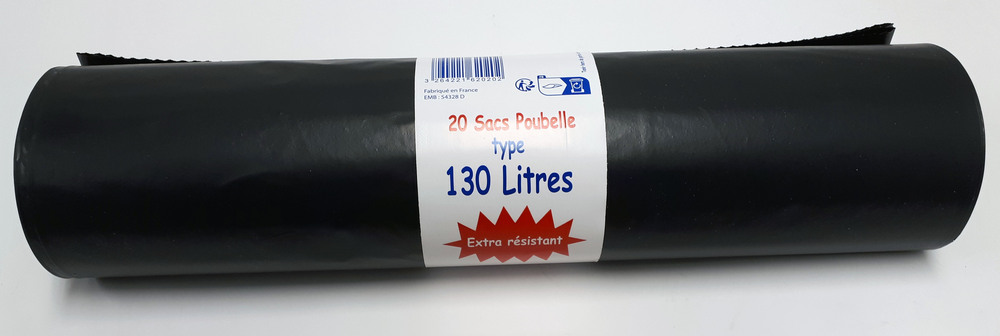 3 264221 620202
Fabriqué en France
EMB : 54328 D
20 Sacs Poubelle
type
130 Litres
Extra résistant